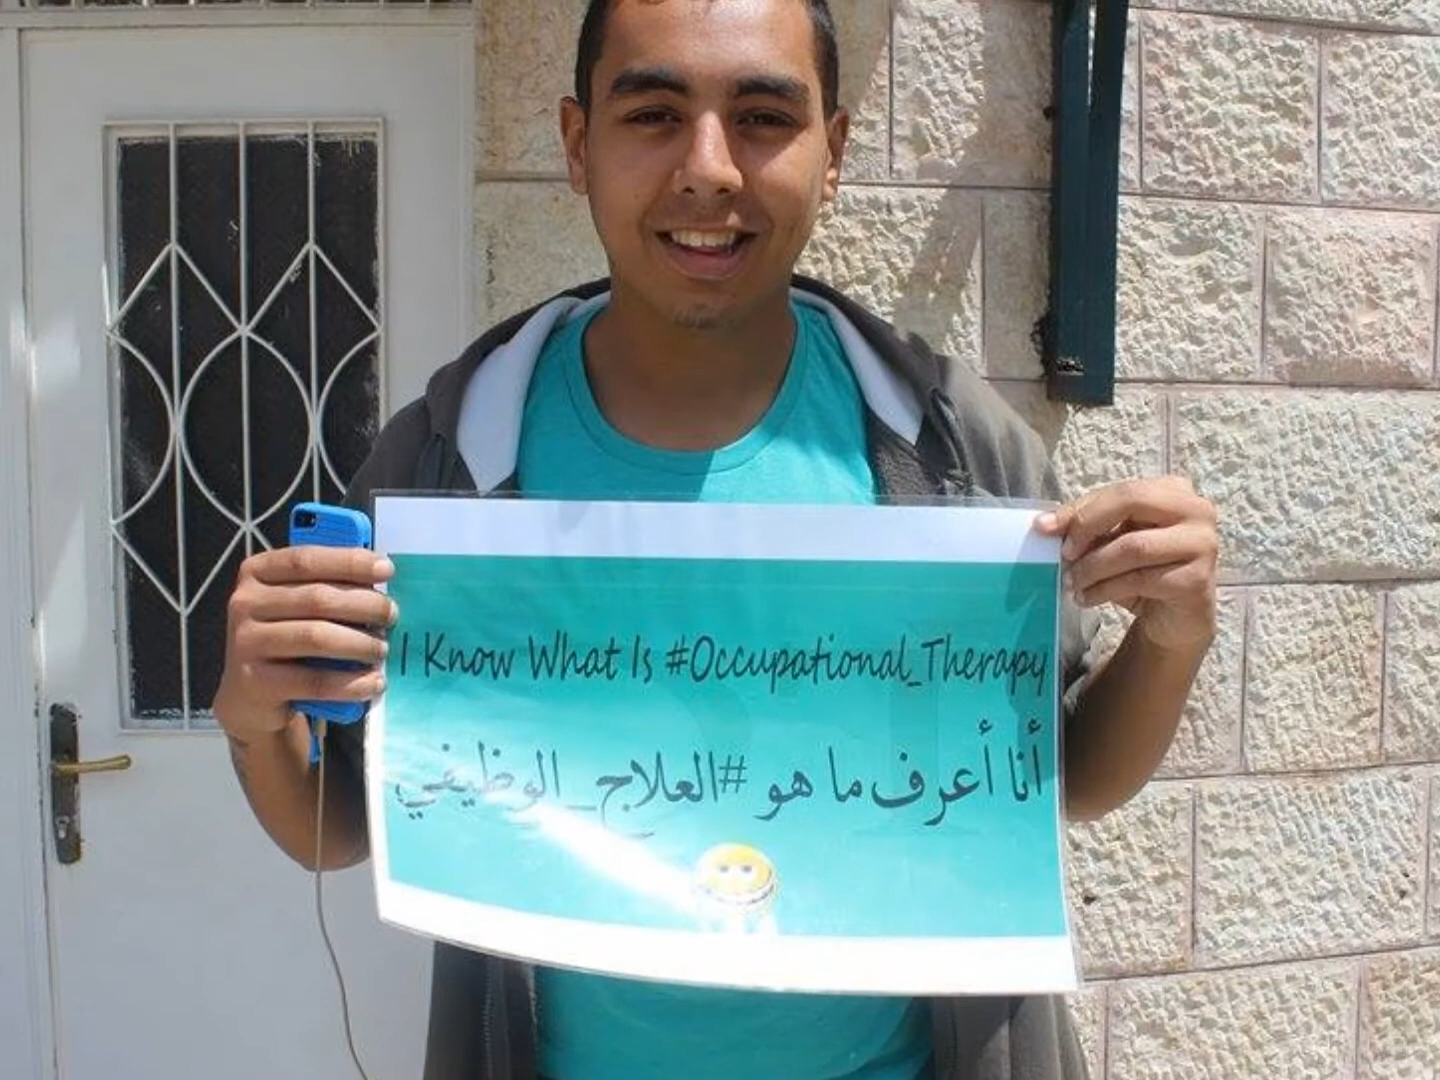 I Know What Is #Occupational_Therapy
أنا أعرف ما هو #العلاج_الوظيفي